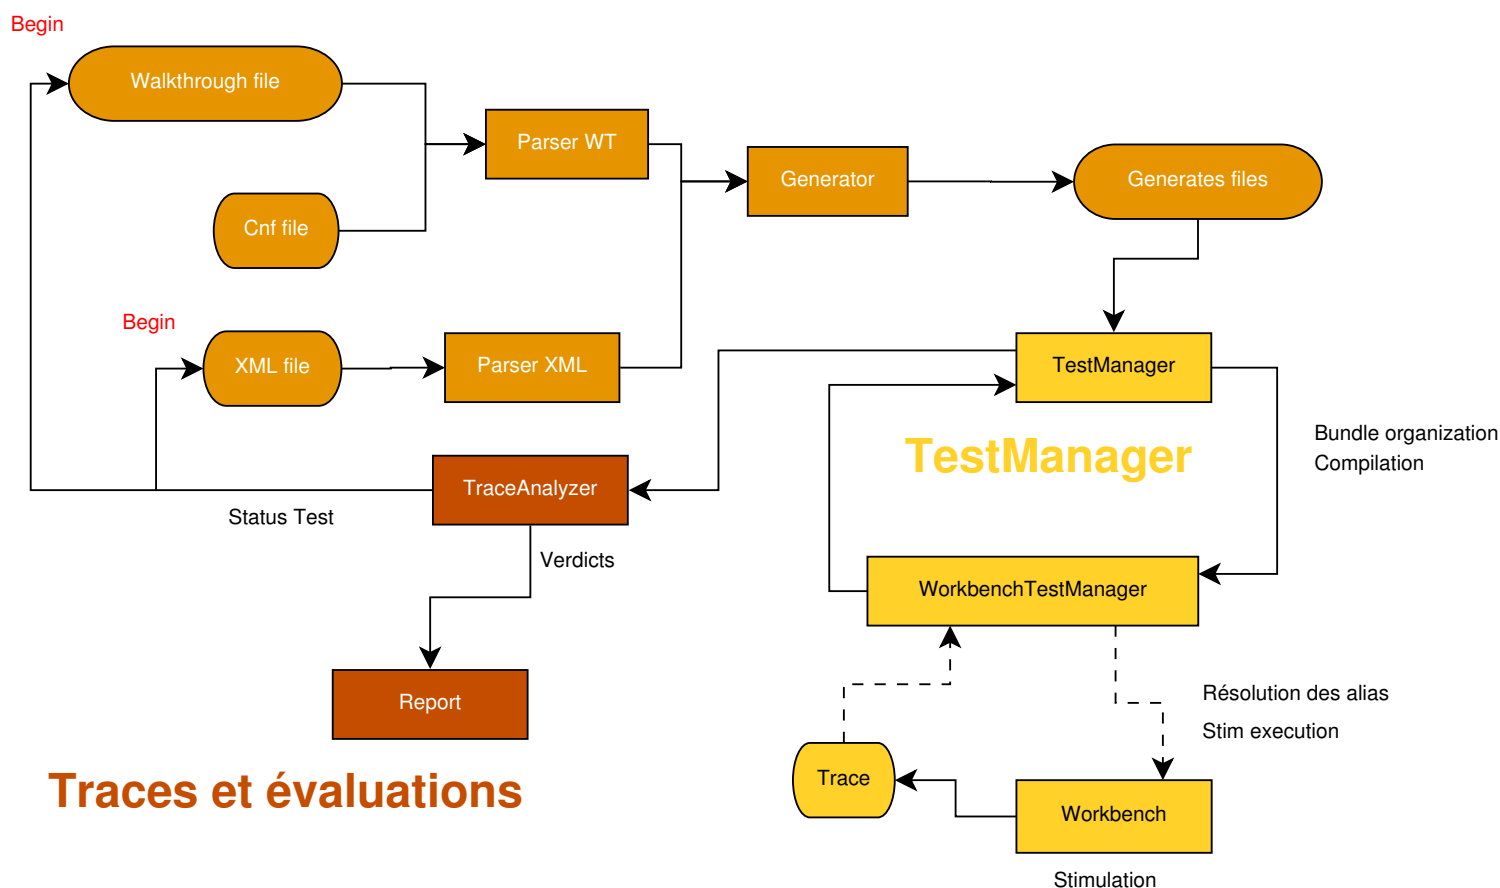 Begin
Walkthrough file
Parser WT
Generator
Generates files
Cnf file
Begin
XML file
Parser XML
TestManager
TestManager
Bundle organization
Compilation
TraceAnalyzer
Status Test
Verdicts
WorkbenchTestManager
Report
Résolution des alias
Stim execution
Traces et évaluations
Trace
Workbench
Stimulation